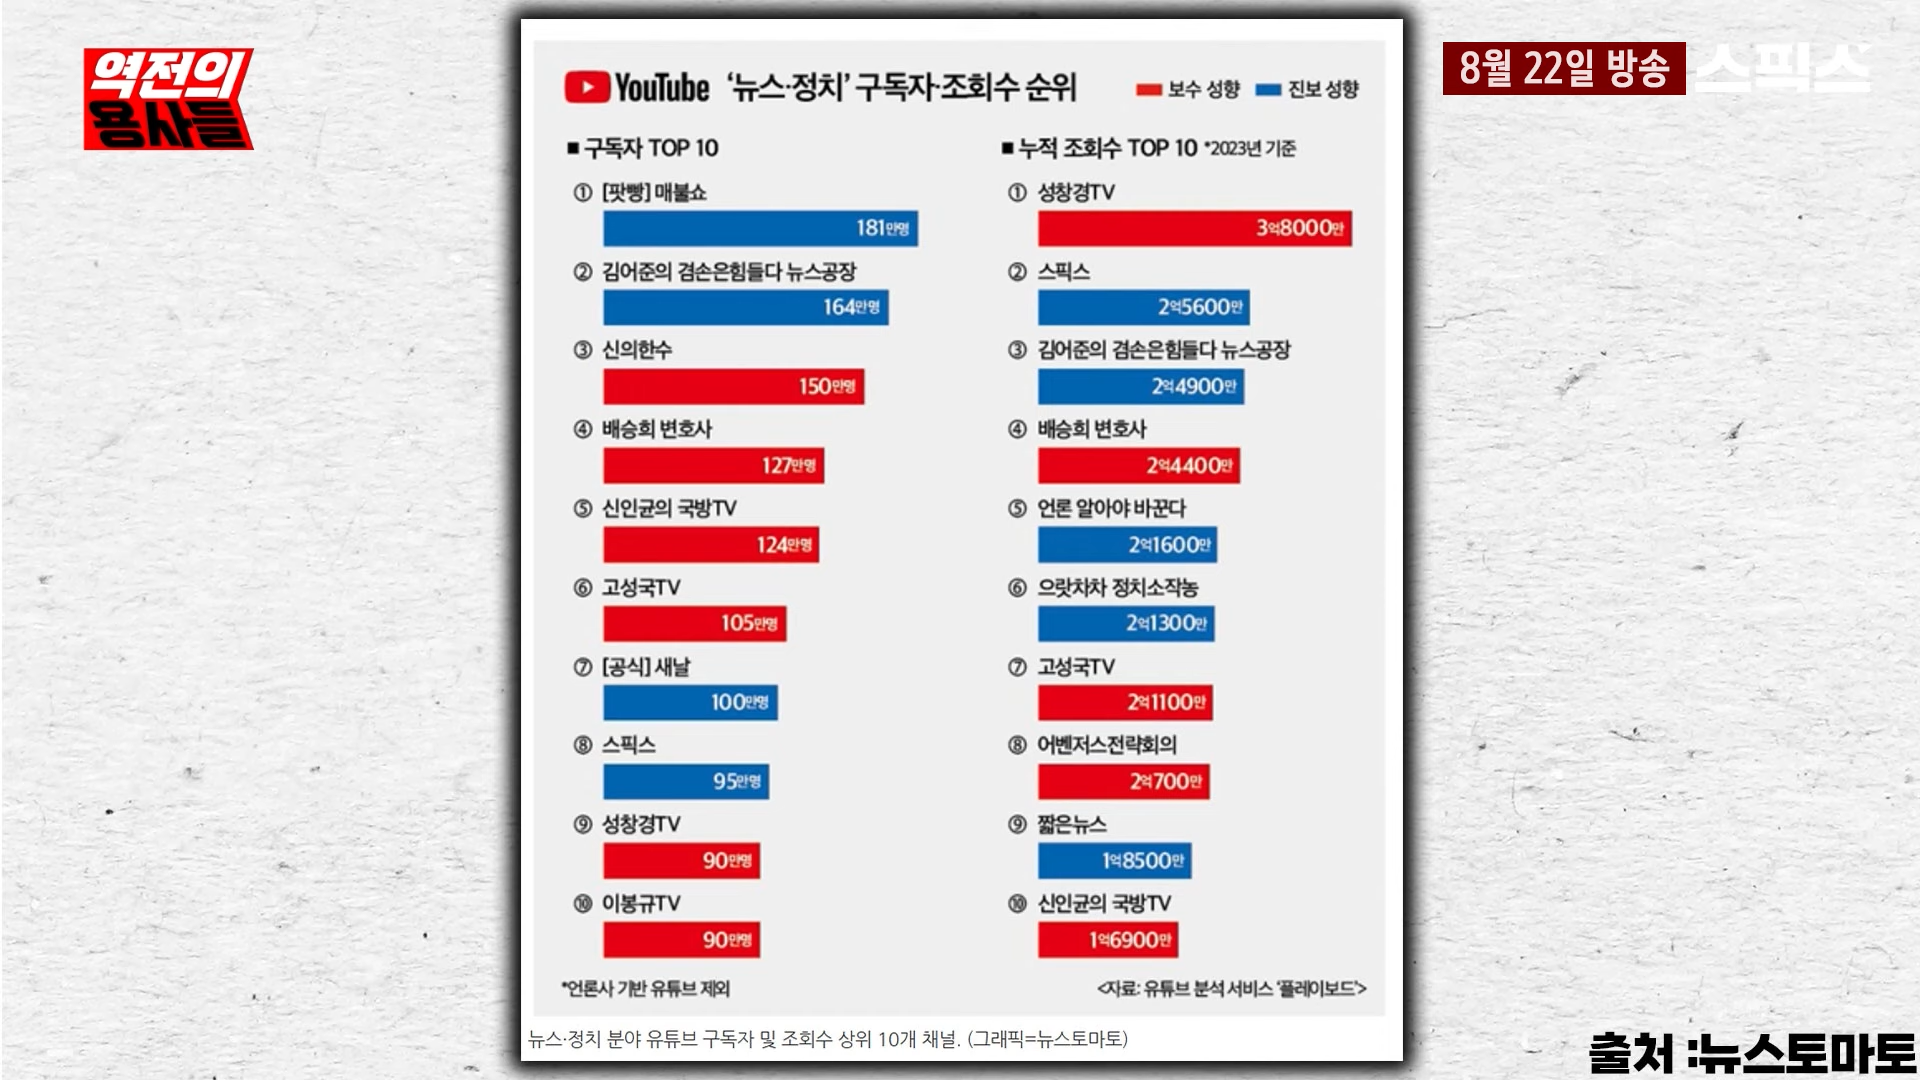 역전의
용사들
8월 22일 방송
스픽스
YouTube '뉴스·정치' 구독자·조회수 순위
보수 성향
진보 성향
■ 구독자 TOP 10
① [팟빵] 매불쇼
181만명
② 김어준의 겸손은힘들다 뉴스공장
164만명
③ 신의한수
150만명
④ 배승희 변호사
127만명
⑤ 신인균의 국방TV
124만명
⑥ 고성국TV
105만명
⑦ [공식] 새날
100만명
⑧ 스픽스
95만명
⑨ 성창경TV
90만명
⑩ 이봉규TV
90만명
*언론사 기반 유튜브 제외
■ 누적 조회수 TOP 10 *2023년 기준
① 성창경TV
3억8000만
② 스픽스
2억5600만
③ 김어준의 겸손은힘들다 뉴스공장
2억4900만
④ 배승희 변호사
2억4400만
⑤ 언론 알아야 바꾼다
2억1600만
⑥ 으랏차차 정치소작농
2억1300만
⑦ 고성국TV
2억1100만
⑧ 어벤저스전략회의
2억700만
⑨ 짧은뉴스
1억8500만
⑩ 신인균의 국방TV
1억6900만
<자료: 유튜브 분석 서비스 '플레이보드'>
뉴스·정치 분야 유튜브 구독자 및 조회수 상위 10개 채널. (그래픽=뉴스토마토)
출처 :뉴스토마토